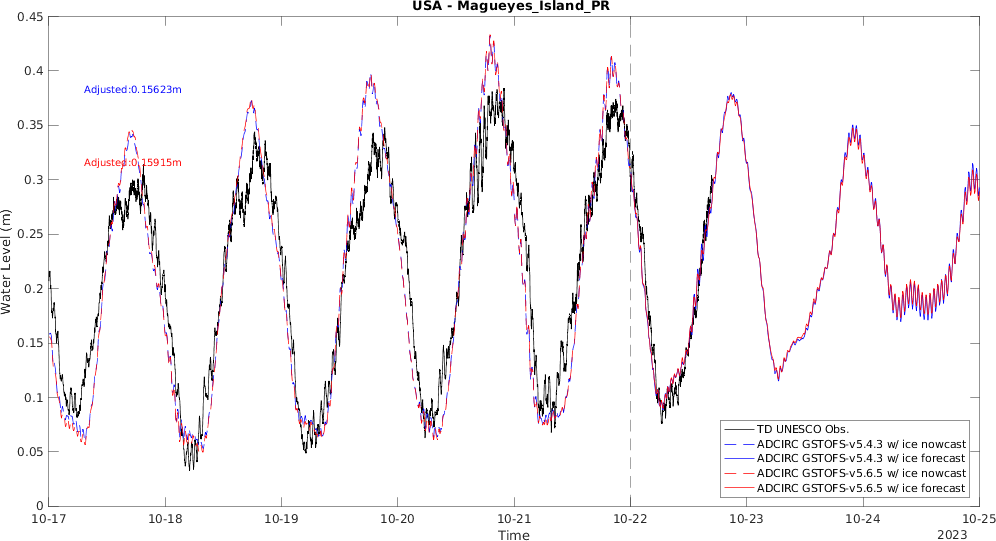 USA - Magueyes_Island_PR
0.45
0.4
0.35
0.3
0.25
0.2
0.15
0.1
0.05
0
Water Level (m)
Adjusted:0.15623m
Adjusted:0.15915m
TD UNESCO Obs.
ADCIRC GSTOFS-v5.4.3 w/ ice nowcast
ADCIRC GSTOFS-v5.4.3 w/ ice forecast
ADCIRC GSTOFS-v5.6.5 w/ ice nowcast
ADCIRC GSTOFS-v5.6.5 w/ ice forecast
10-17 10-18 10-19 10-20 10-21 10-22 10-23 10-24 10-25
Time
2023